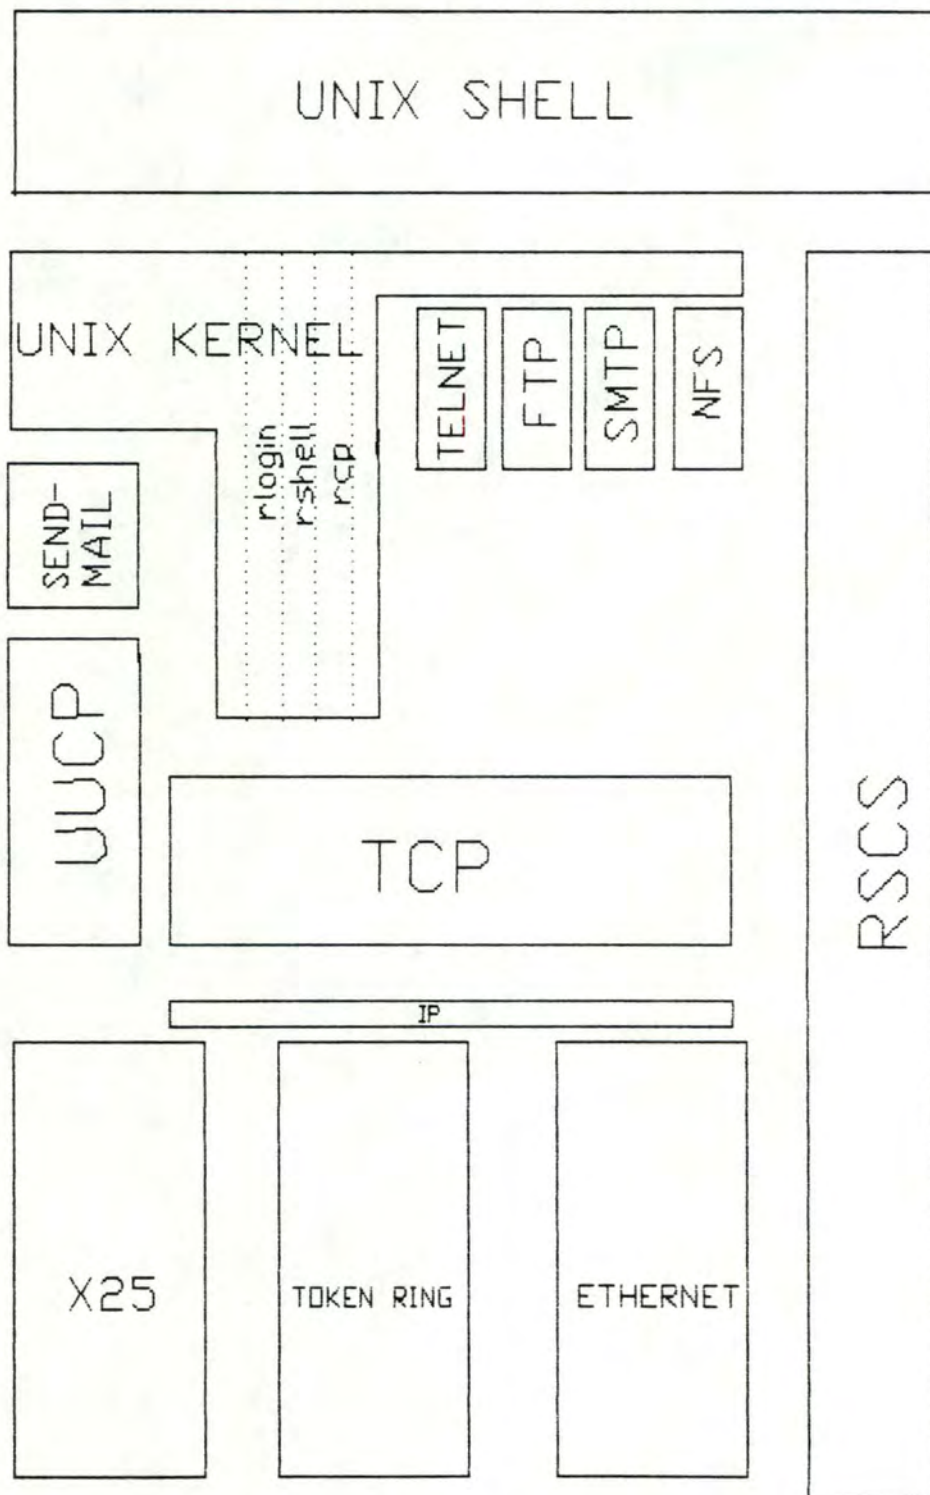 UNIX SHELL
UNIX KERNEL
rlogin
rshell
rcp
TELNET
FTP
SMTP
NFS
SEND-
MAIL
UUCP
TCP
RSCS
IP
X25
TOKEN RING
ETHERNET